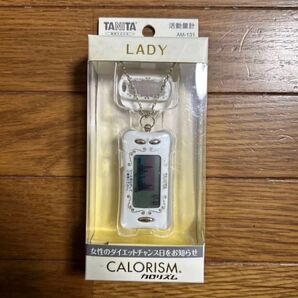 TANITA
活動量計
AM-131
LADY
女性のダイエットチャンス日をお知らせ
CALORISM®
カロリズム